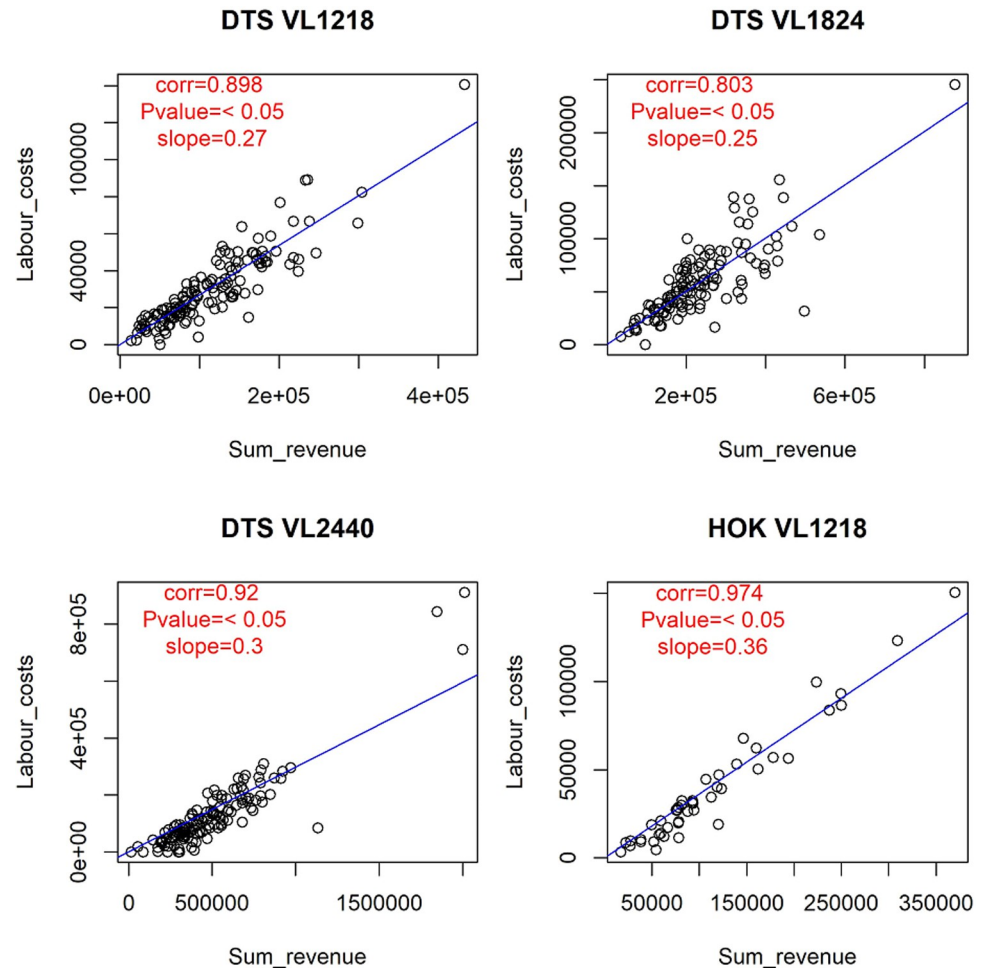 DTS VL1218
corr=0.898
Pvalue=< 0.05
slope=0.27
Labour_costs
100000
40000
0
0e+00 2e+05 4e+05
Sum_revenue
DTS VL1824
corr=0.803
Pvalue=< 0.05
slope=0.25
Labour_costs
200000
100000
0
2e+05 6e+05
Sum_revenue
DTS VL2440
corr=0.92
Pvalue=< 0.05
slope=0.3
Labour_costs
8e+05
4e+05
0e+00
0 500000 1500000
Sum_revenue
HOK VL1218
corr=0.974
Pvalue=< 0.05
slope=0.36
Labour_costs
100000
50000
0
50000 150000 250000 350000
Sum_revenue